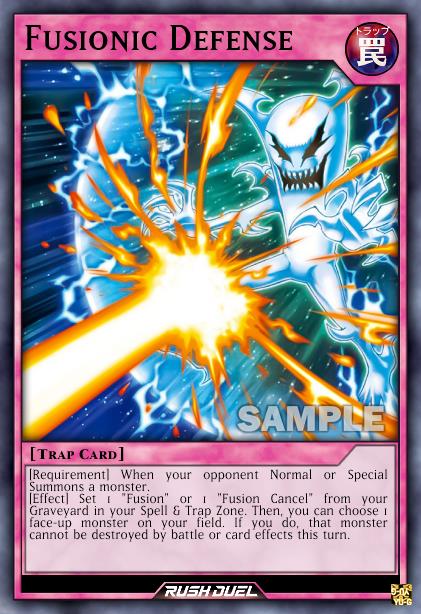 Fusionic Defense
トラップ
罠
SAMPLE
[Trap Card]
[Requirement] When your opponent Normal or Special
Summons a monster.
[Effect] Set 1 "Fusion" or 1 "Fusion Cancel" from your
Graveyard in your Spell & Trap Zone. Then, you can choose 1
face-up monster on your field. If you do, that monster
cannot be destroyed by battle or card effects this turn.
RUSH DUEL